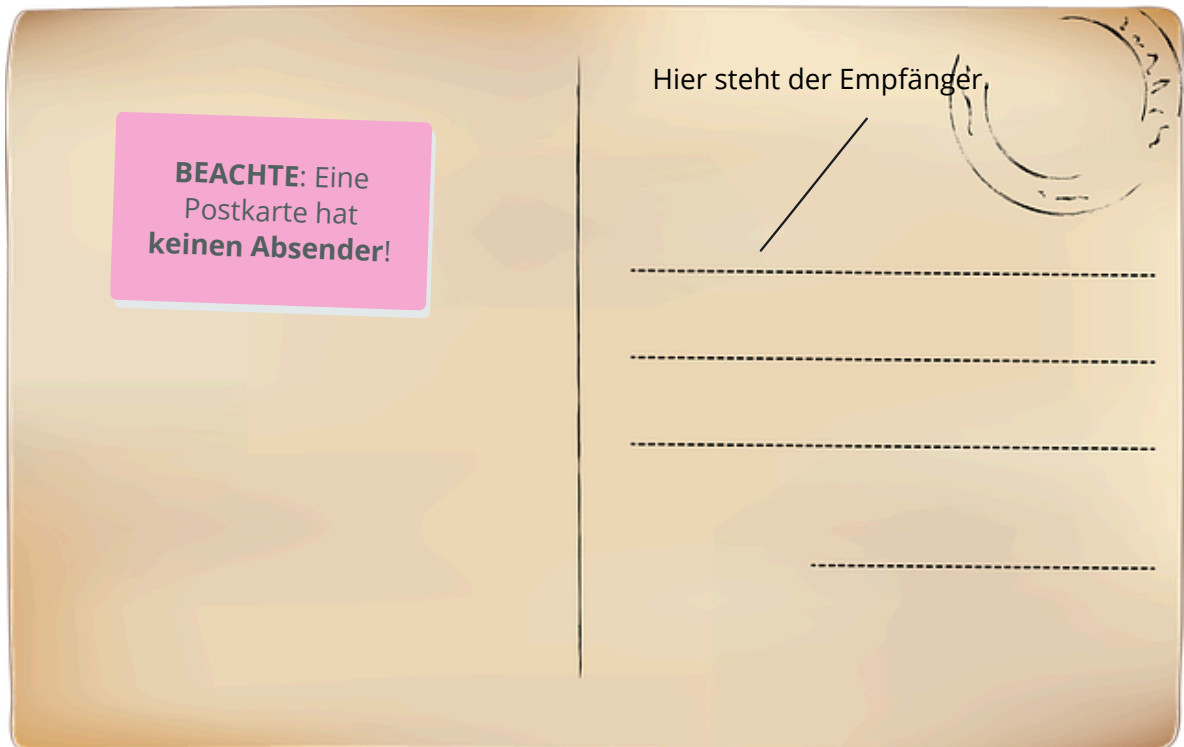 Hier steht der Empfänger.
BEACHTE: Eine
Postkarte hat
keinen Absender!